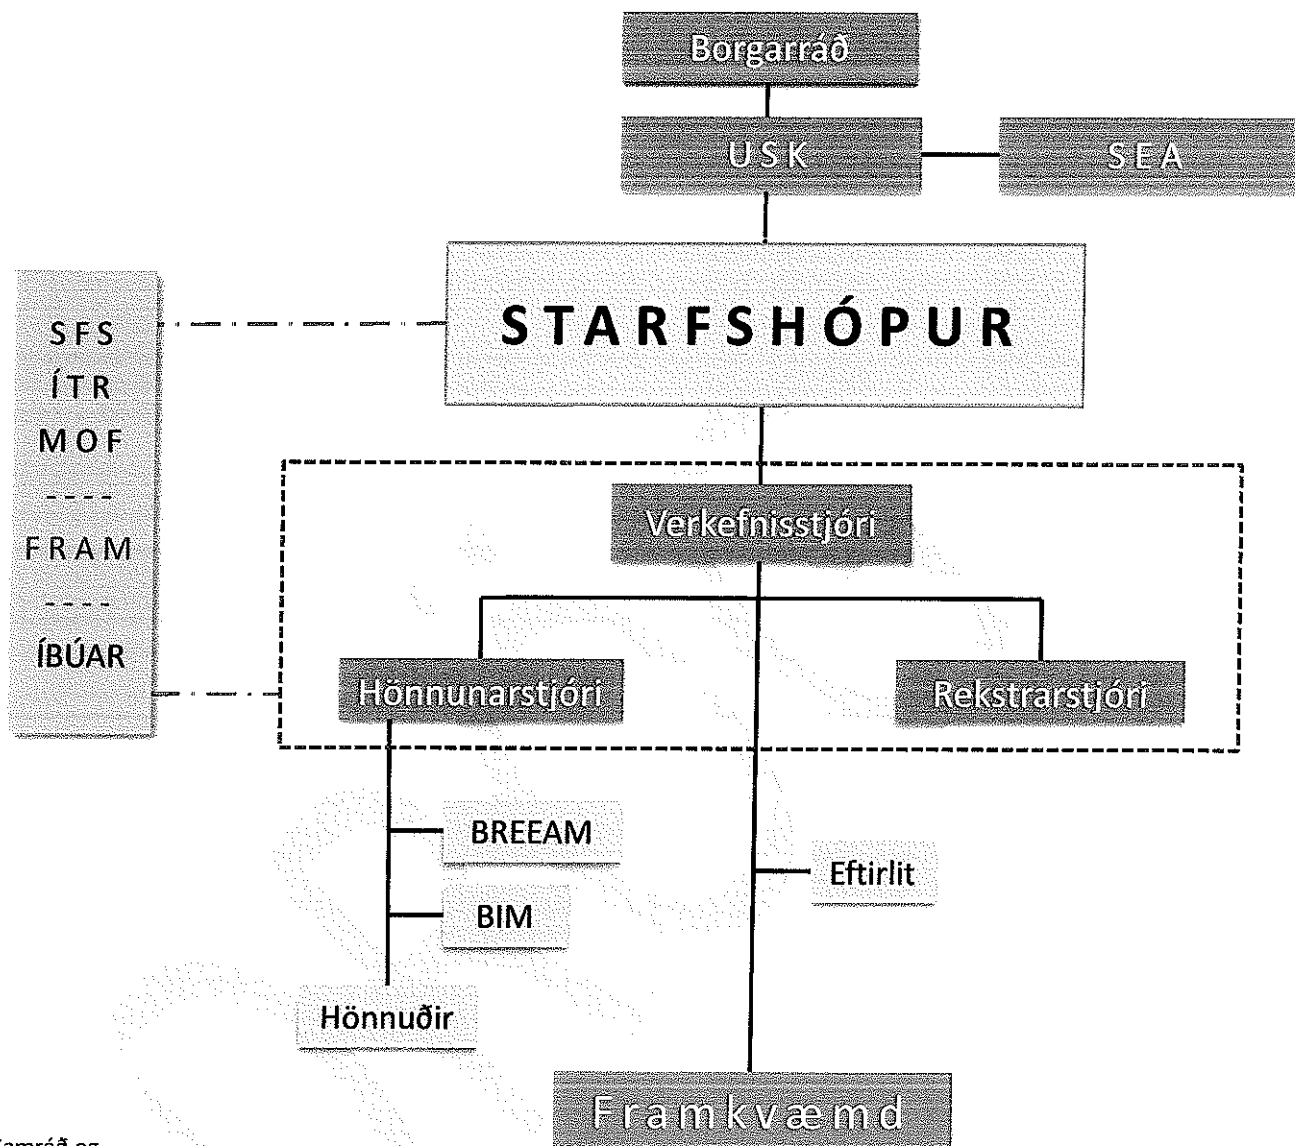 Borgarráð
USK
SEA
STARFSHÓPUR
SFS
ÍTR
MOF
----
FRAM
----
ÍBÚAR
Verkefnisstjóri
Hönnunarstjóri
Rekstrarstjóri
BREEAM
BIM
Hönnuðir
Eftirlit
Framkvæmd